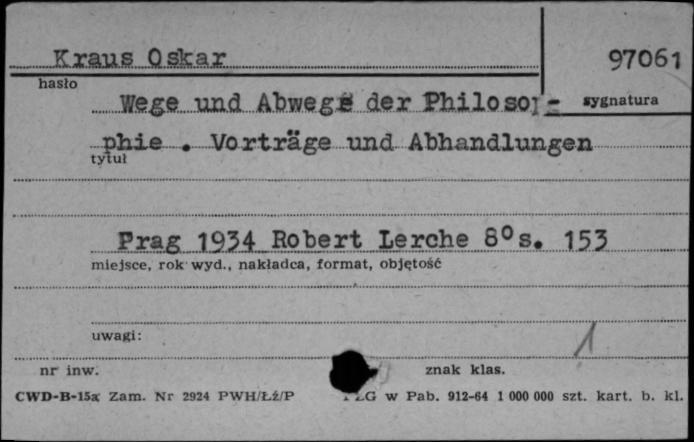 Kraus Oskar
97061
hasło
sygnatura
Wege und Abwege der Philoso-
phie . Vorträge und Abhandlungen
tytuł
Prag 1934 Robert Lerche 8° s. 153
miejsce, rok wyd., nakładca, format, objętość
uwagi:
1
nr inw.
znak klas.
CWD-B-15a Zam. Nr 2924 PWH/Łż/P
w Pab. 912-64 1 000 000 szt. kart. b. kl.